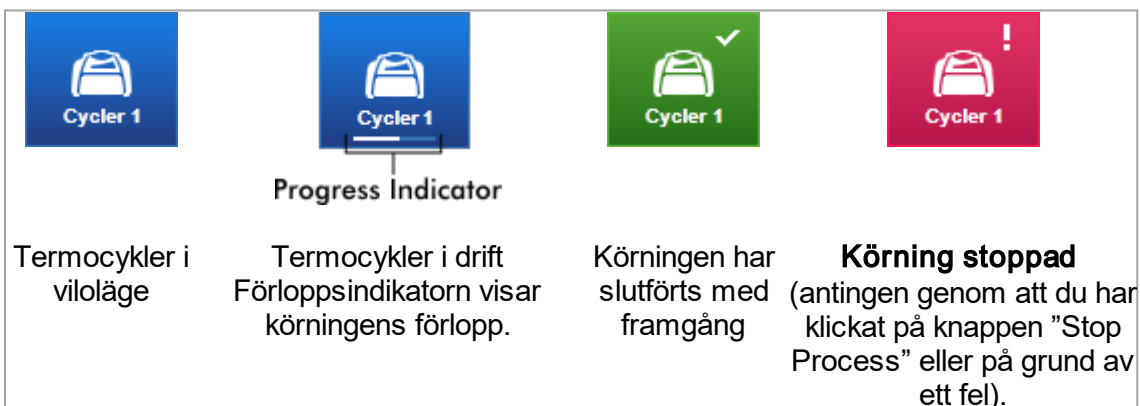 Cycler 1
Cycler 1
Cycler 1
Cycler 1
Progress Indicator
Termocykler i
viloläge
Termocykler i drift
Förloppsindikatorn visar
körningens förlopp.
Körningen har
slutförts med
framgång
Körning stoppad
(antingen genom att du har
klickat på knappen ”Stop
Process” eller på grund av
ett fel).